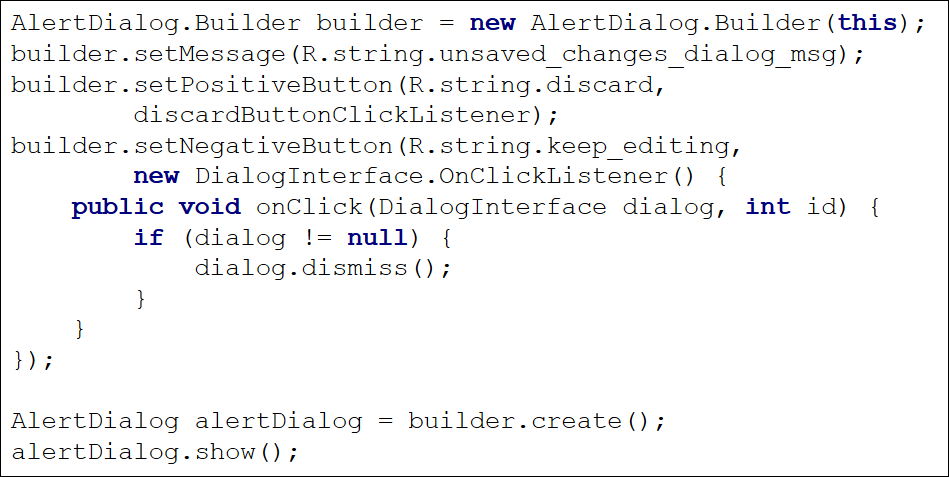 AlertDialog.Builder builder = new AlertDialog.Builder(this);
builder.setMessage(R.string.unsaved_changes_dialog_msg);
builder.setPositiveButton(R.string.discard,
        discardButtonClickListener);
builder.setNegativeButton(R.string.keep_editing,
        new DialogInterface.OnClickListener() {
    public void onClick(DialogInterface dialog, int id) {
        if (dialog != null) {
            dialog.dismiss();
        }
    }
});

AlertDialog alertDialog = builder.create();
alertDialog.show();